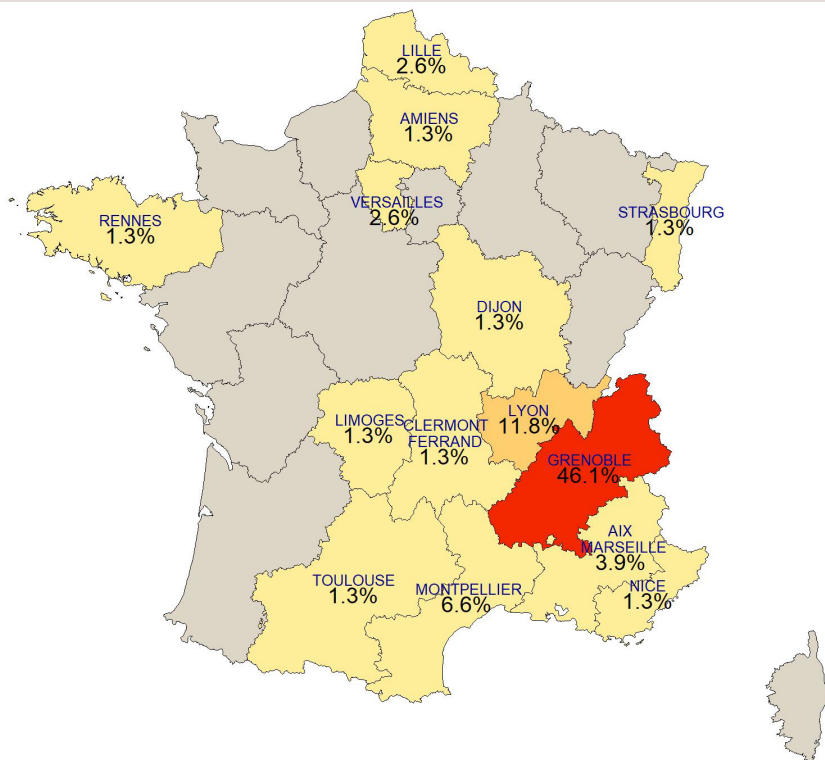 LILLE
2.6%
AMIENS
1.3%
VERSAILLES
2.6%
STRASBOURG
1.3%
RENNES
1.3%
DIJON
1.3%
LYON
11.8%
LIMOGES
1.3%
CLERMONT
FERRAND
1.3%
GRENOBLE
46.1%
AIX
MARSEILLE
3.9%
TOULOUSE
1.3%
MONTPELLIER
6.6%
NICE
1.3%